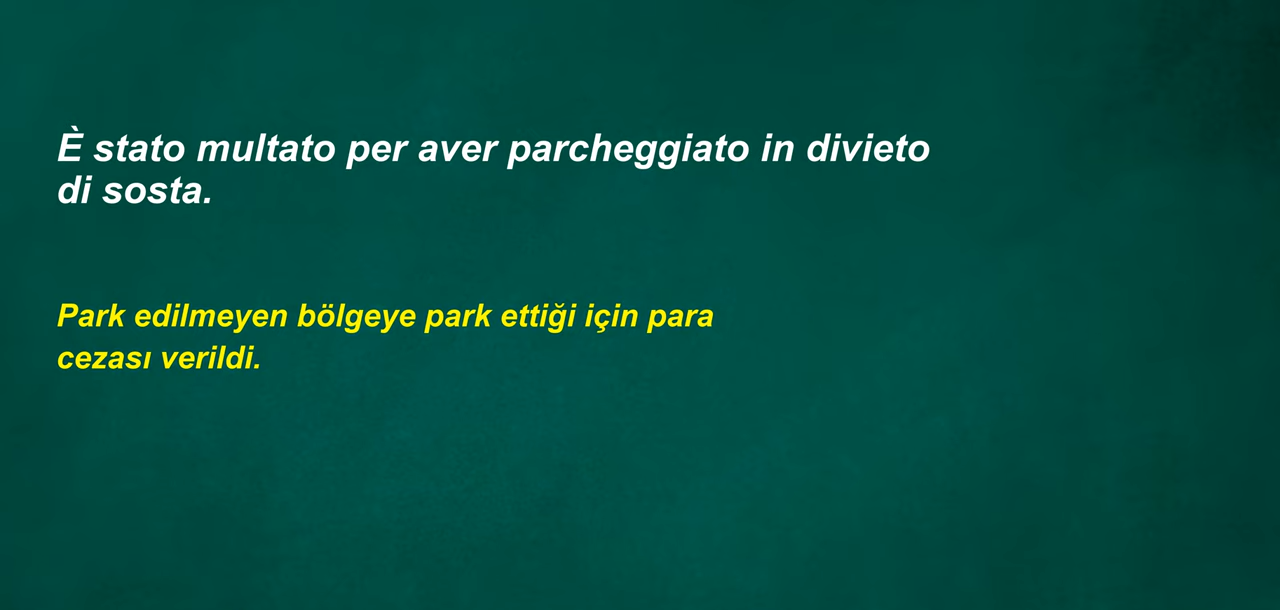 È stato multato per aver parcheggiato in divieto
di sosta.
Park edilmeyen bölgeye park ettiği için para
cezası verildi.